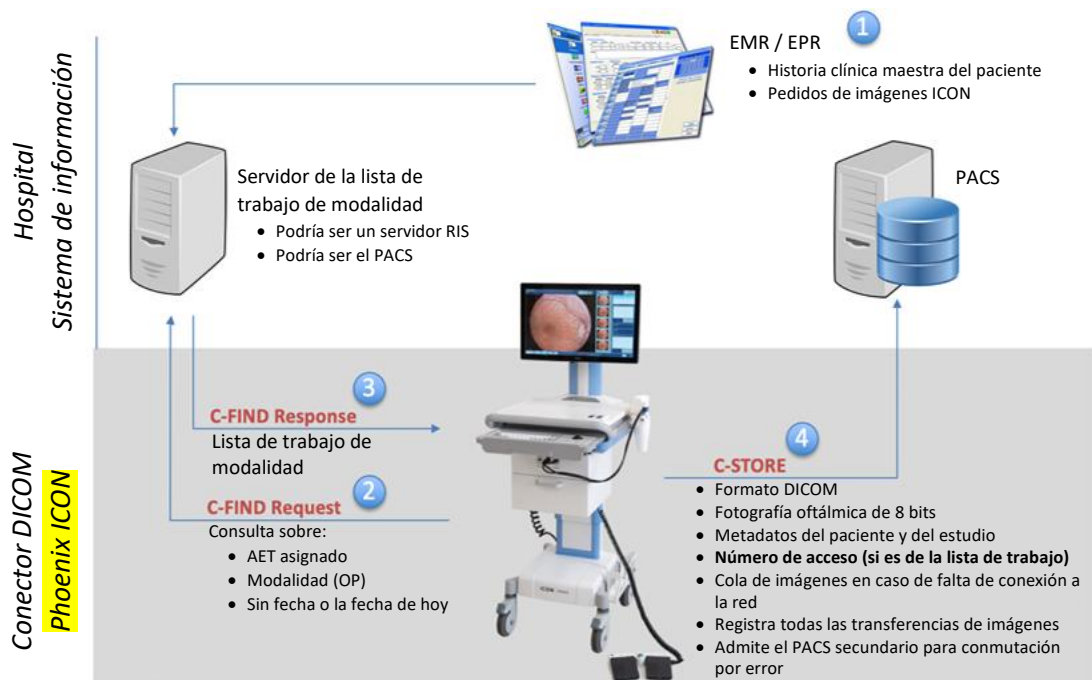 Hospital
Sistema de información
EMR / EPR
1
• Historia clínica maestra del paciente
• Pedidos de imágenes ICON
Servidor de la lista de
trabajo de modalidad
• Podría ser un servidor RIS
• Podría ser el PACS
PACS
Conector DICOM
Phoenix ICON
3
C-FIND Response
Lista de trabajo de
modalidad
2
C-FIND Request
Consulta sobre:
• AET asignado
• Modalidad (OP)
• Sin fecha o la fecha de hoy
ICON
4
C-STORE
• Formato DICOM
• Fotografía oftálmica de 8 bits
• Metadatos del paciente y del estudio
• Número de acceso (si es de la lista de trabajo)
• Cola de imágenes en caso de falta de conexión a
la red
• Registra todas las transferencias de imágenes
• Admite el PACS secundario para conmutación
por error